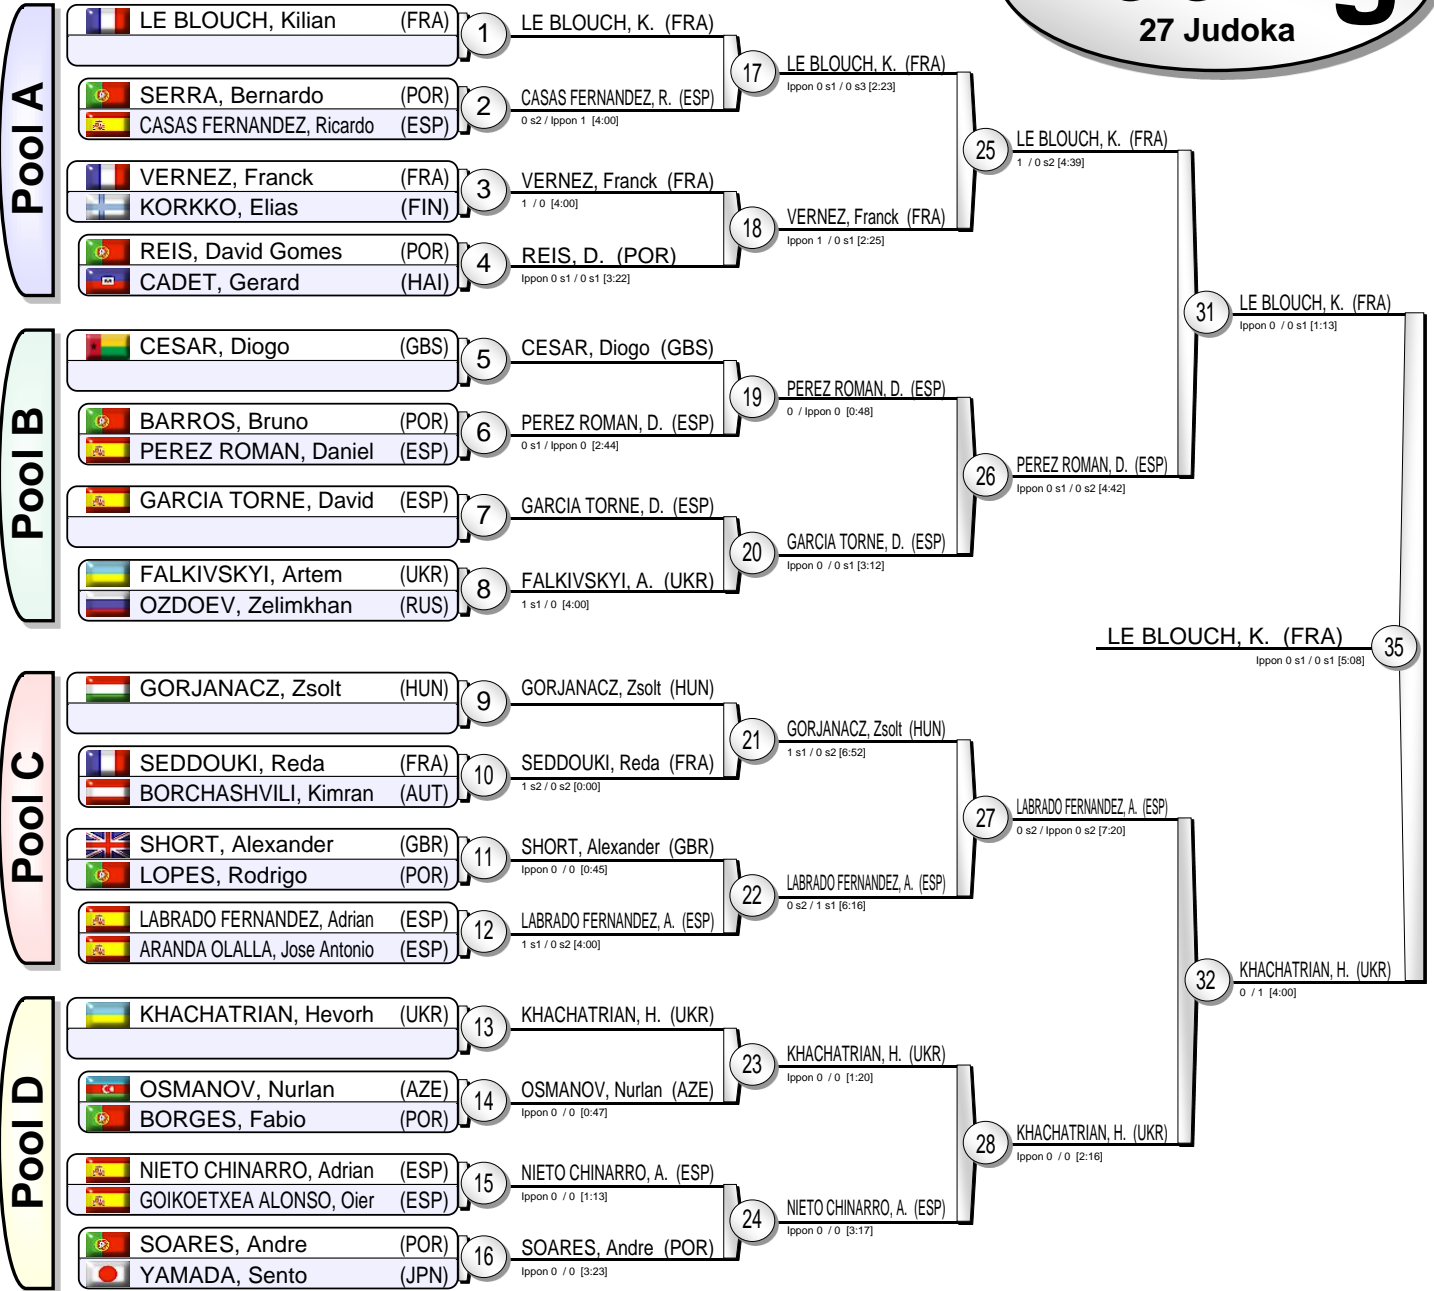 27 Judoka
Pool A
LE BLOUCH, Kilian (FRA)
1
LE BLOUCH, K. (FRA)
SERRA, Bernardo (POR)
CASAS FERNANDEZ, Ricardo (ESP)
2
CASAS FERNANDEZ, R. (ESP)
0 s2 / Ippon 1 [4:00]
17
LE BLOUCH, K. (FRA)
Ippon 0 s1 / 0 s3 [2:23]
VERNEZ, Franck (FRA)
KORKKO, Elias (FIN)
3
VERNEZ, Franck (FRA)
1 / 0 [4:00]
REIS, David Gomes (POR)
CADET, Gerard (HAI)
4
REIS, D. (POR)
Ippon 0 s1 / 0 s1 [3:22]
18
VERNEZ, Franck (FRA)
Ippon 1 / 0 s1 [2:25]
25
LE BLOUCH, K. (FRA)
1 / 0 s2 [4:39]
Pool B
CESAR, Diogo (GBS)
5
CESAR, Diogo (GBS)
BARROS, Bruno (POR)
PEREZ ROMAN, Daniel (ESP)
6
PEREZ ROMAN, D. (ESP)
0 s1 / Ippon 0 [2:44]
19
PEREZ ROMAN, D. (ESP)
0 / Ippon 0 [0:48]
GARCIA TORNE, David (ESP)
7
GARCIA TORNE, D. (ESP)
FALKIVSKYI, Artem (UKR)
OZDOEV, Zelimkhan (RUS)
8
FALKIVSKYI, A. (UKR)
1 s1 / 0 [4:00]
20
GARCIA TORNE, D. (ESP)
Ippon 0 / 0 s1 [3:12]
26
PEREZ ROMAN, D. (ESP)
Ippon 0 s1 / 0 s2 [4:42]
31
LE BLOUCH, K. (FRA)
Ippon 0 / 0 s1 [1:13]
LE BLOUCH, K. (FRA)
Ippon 0 s1 / 0 s1 [5:08]
35
Pool C
GORJANACZ, Zsolt (HUN)
9
GORJANACZ, Zsolt (HUN)
SEDDOUKI, Reda (FRA)
BORCHASHVILI, Kimran (AUT)
10
SEDDOUKI, Reda (FRA)
1 s2 / 0 s2 [0:00]
21
GORJANACZ, Zsolt (HUN)
1 s1 / 0 s2 [6:52]
SHORT, Alexander (GBR)
LOPES, Rodrigo (POR)
11
SHORT, Alexander (GBR)
Ippon 0 / 0 [0:45]
LABRADO FERNANDEZ, Adrian (ESP)
ARANDA OLALLA, Jose Antonio (ESP)
12
LABRADO FERNANDEZ, A. (ESP)
1 s1 / 0 s2 [4:00]
22
LABRADO FERNANDEZ, A. (ESP)
0 s2 / 1 s1 [6:16]
27
LABRADO FERNANDEZ, A. (ESP)
0 s2 / Ippon 0 s2 [7:20]
Pool D
KHACHATRIAN, Hevorh (UKR)
13
KHACHATRIAN, H. (UKR)
OSMANOV, Nurlan (AZE)
BORGES, Fabio (POR)
14
OSMANOV, Nurlan (AZE)
Ippon 0 / 0 [0:47]
23
KHACHATRIAN, H. (UKR)
Ippon 0 / 0 [1:20]
NIETO CHINARRO, Adrian (ESP)
GOIKOETXEA ALONSO, Oier (ESP)
15
NIETO CHINARRO, A. (ESP)
Ippon 0 / 0 [1:13]
SOARES, Andre (POR)
YAMADA, Sento (JPN)
16
SOARES, Andre (POR)
Ippon 0 / 0 [3:23]
24
NIETO CHINARRO, A. (ESP)
Ippon 0 / 0 [3:17]
28
KHACHATRIAN, H. (UKR)
Ippon 0 / 0 [2:16]
32
KHACHATRIAN, H. (UKR)
0 / 1 [4:00]